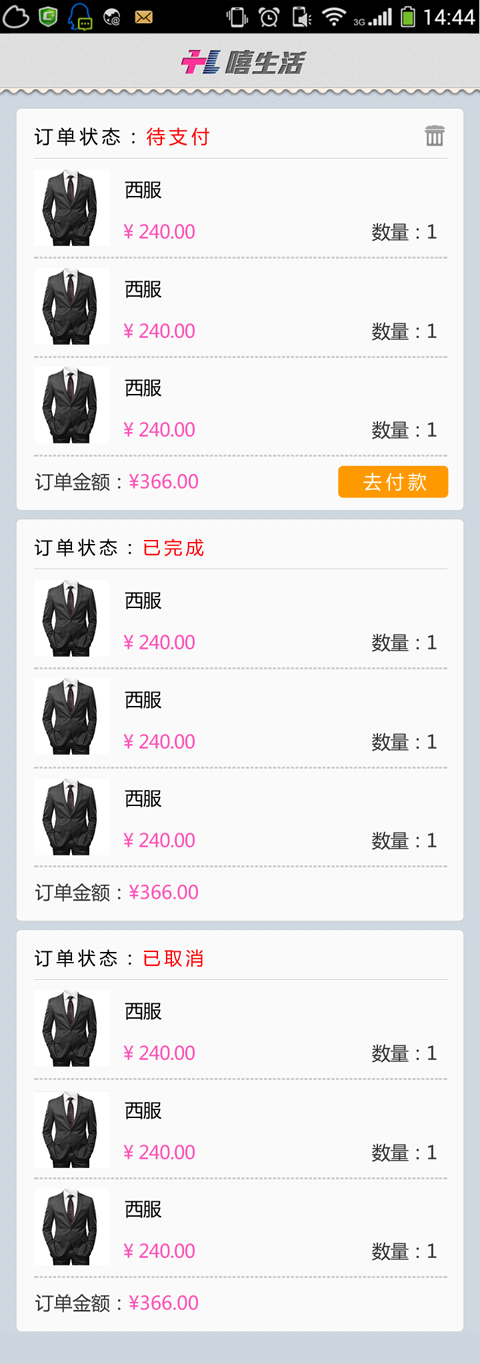 3G 14:44
嘻生活
订单状态：待支付
西服
¥ 240.00 数量：1
西服
¥ 240.00 数量：1
西服
¥ 240.00 数量：1
订单金额：¥366.00 去付款
订单状态：已完成
西服
¥ 240.00 数量：1
西服
¥ 240.00 数量：1
西服
¥ 240.00 数量：1
订单金额：¥366.00
订单状态：已取消
西服
¥ 240.00 数量：1
西服
¥ 240.00 数量：1
西服
¥ 240.00 数量：1
订单金额：¥366.00